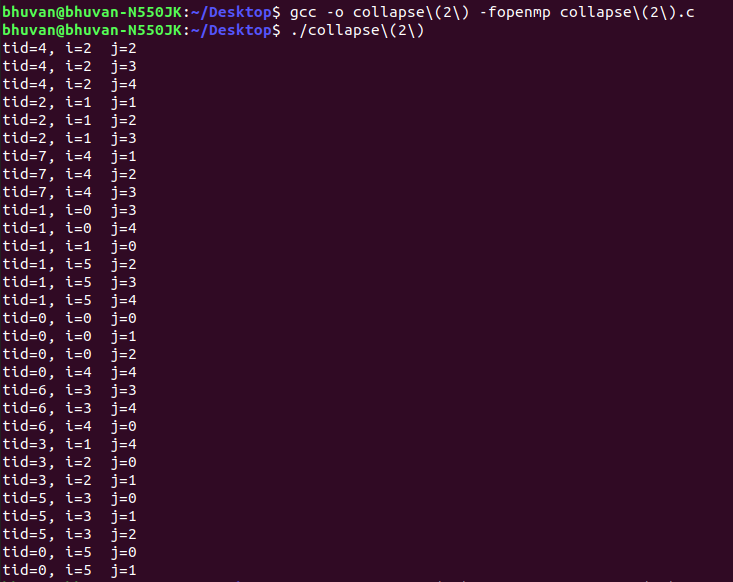 bhuvan@bhuvan-N550JK:~/Desktop$ gcc -o collapse\(2\) -fopenmp collapse\(2\).c
bhuvan@bhuvan-N550JK:~/Desktop$ ./collapse\(2\)
tid=4, i=2  j=2
tid=4, i=2  j=3
tid=4, i=2  j=4
tid=2, i=1  j=1
tid=2, i=1  j=2
tid=2, i=1  j=3
tid=7, i=4  j=1
tid=7, i=4  j=2
tid=7, i=4  j=3
tid=1, i=0  j=3
tid=1, i=0  j=4
tid=1, i=1  j=0
tid=1, i=5  j=2
tid=1, i=5  j=3
tid=1, i=5  j=4
tid=0, i=0  j=0
tid=0, i=0  j=1
tid=0, i=0  j=2
tid=0, i=4  j=4
tid=6, i=3  j=3
tid=6, i=3  j=4
tid=6, i=4  j=0
tid=3, i=1  j=4
tid=3, i=2  j=0
tid=3, i=2  j=1
tid=5, i=3  j=0
tid=5, i=3  j=1
tid=5, i=3  j=2
tid=0, i=5  j=0
tid=0, i=5  j=1